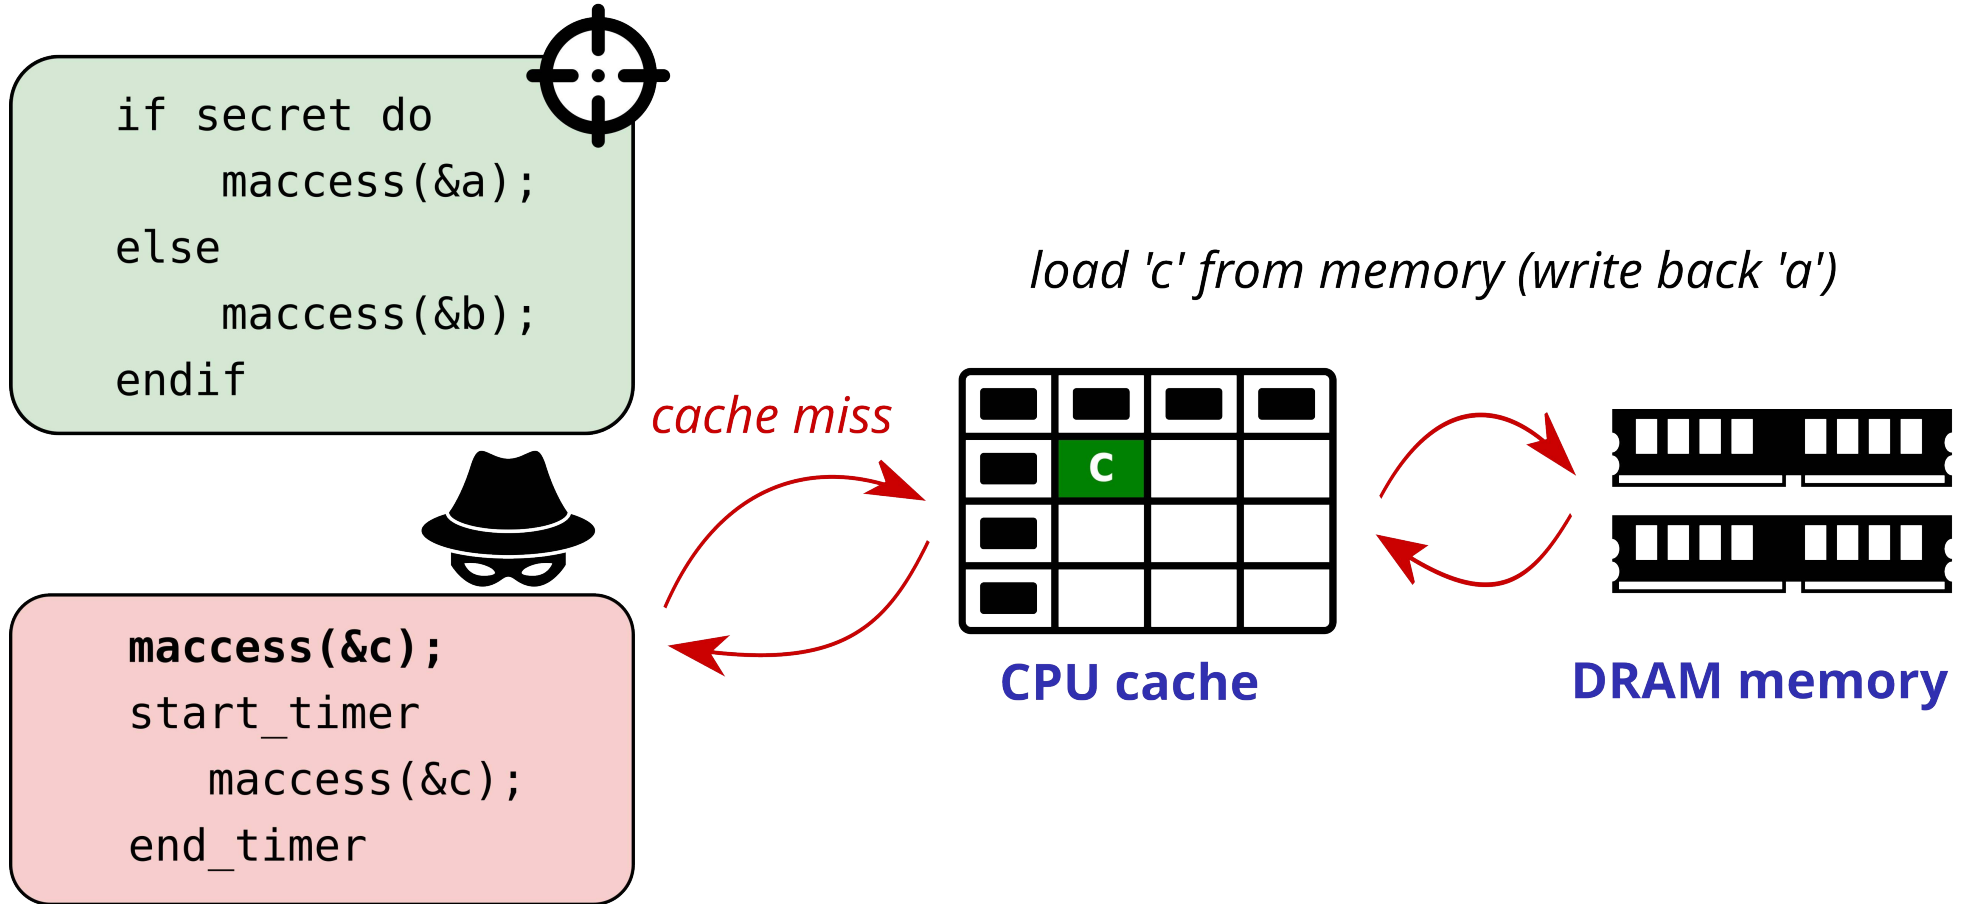 if secret do
    maccess(&a);
else
    maccess(&b);
endif
load 'c' from memory (write back 'a')
cache miss
c
CPU cache
DRAM memory
maccess(&c);
start_timer
   maccess(&c);
end_timer